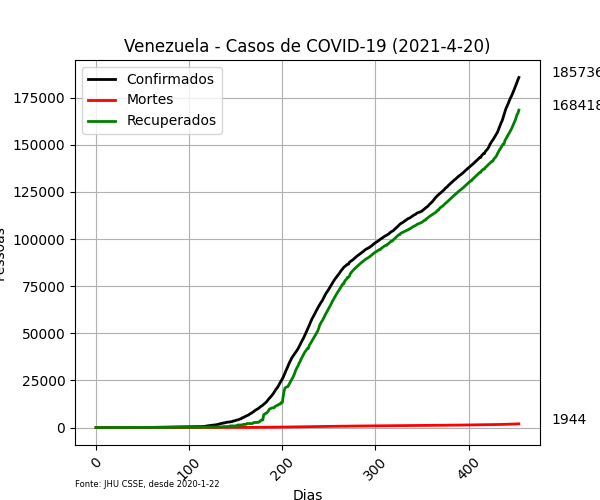 Venezuela - Casos de COVID-19 (2021-4-20)
Confirmados
Mortes
Recuperados
185736
168418
1944
175000
150000
125000
100000
75000
50000
25000
0
0
100
200
300
400
Fonte: JHU CSSE, desde 2020-1-22
Dias